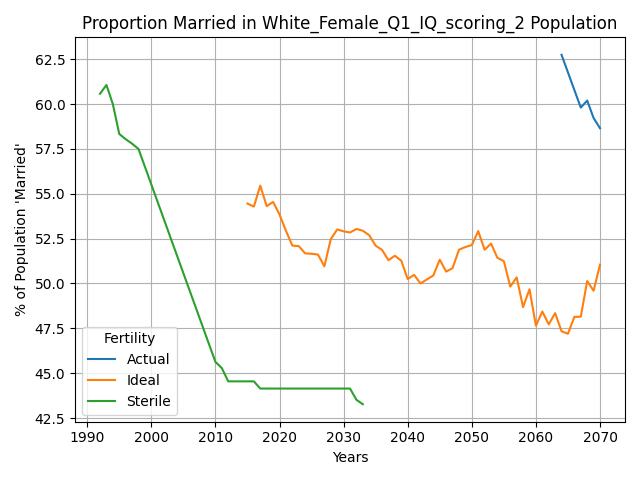 Proportion Married in White_Female_Q1_IQ_scoring_2 Population
% of Population 'Married'
62.5
60.0
57.5
55.0
52.5
50.0
47.5
45.0
42.5
Fertility
Actual
Ideal
Sterile
1990 2000 2010 2020 2030 2040 2050 2060 2070
Years